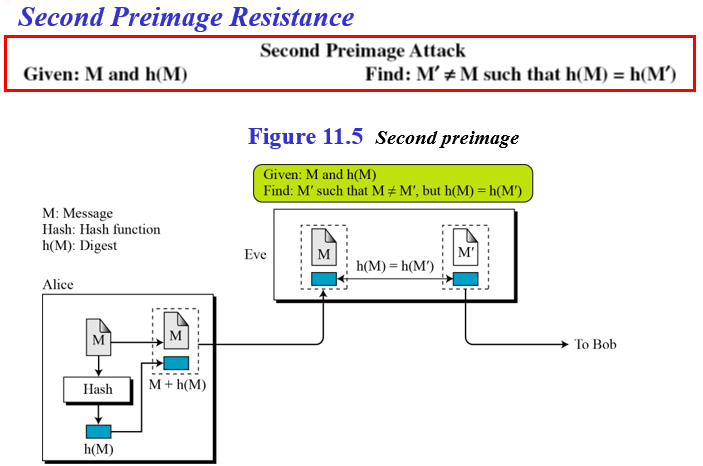 Second Preimage Resistance
Second Preimage Attack
Given: M and h(M) Find: M′ ≠ M such that h(M) = h(M′)
Figure 11.5 Second preimage
Given: M and h(M)
Find: M′ such that M ≠ M′, but h(M) = h(M′)
M: Message
Hash: Hash function
h(M): Digest
Eve
M
M′
h(M) = h(M′)
Alice
M
M
To Bob
Hash
M + h(M)
h(M)